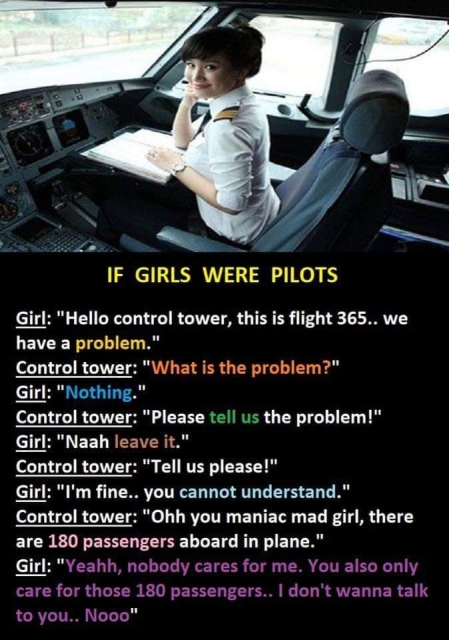 IF GIRLS WERE PILOTS
Girl: "Hello control tower, this is flight 365.. we
have a problem."
Control tower: "What is the problem?"
Girl: "Nothing."
Control tower: "Please tell us the problem!"
Girl: "Naah leave it."
Control tower: "Tell us please!"
Girl: "I'm fine.. you cannot understand."
Control tower: "Ohh you maniac mad girl, there
are 180 passengers aboard in plane."
Girl: "Yeahh, nobody cares for me. You also only
care for those 180 passengers.. I don't wanna talk
to you.. Nooo"